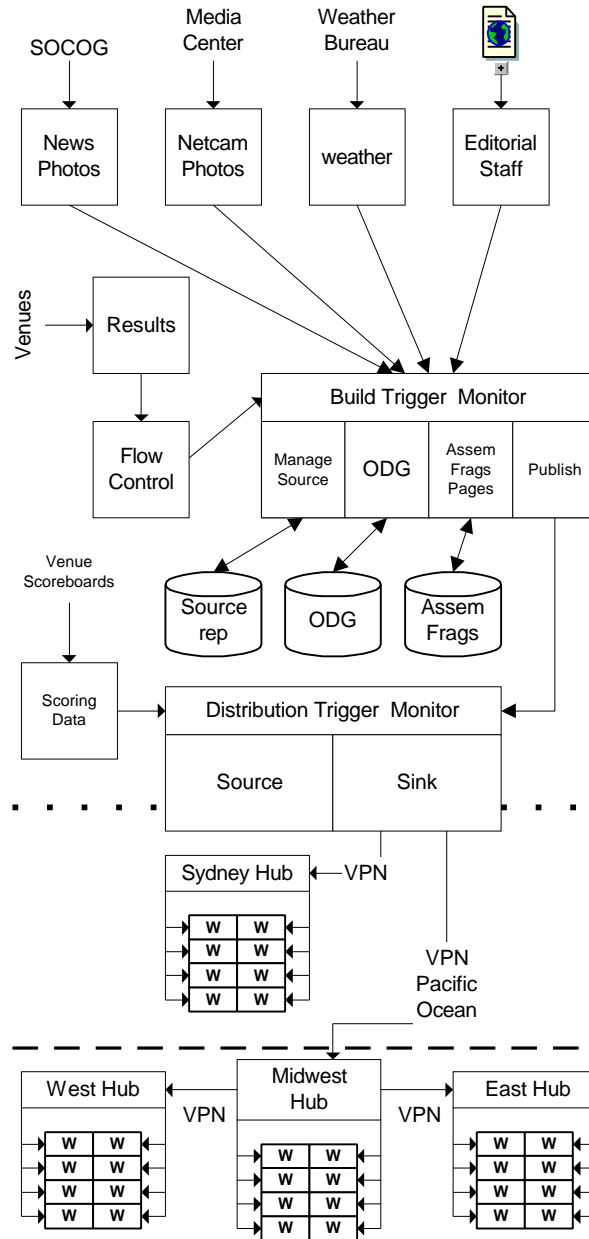 SOCOG
Media
Center
Weather
Bureau
+
News
Photos
Netcam
Photos
weather
Editorial
Staff
Venues
Results
Build Trigger Monitor
Flow
Control
Manage
Source
ODG
Assem
Frags
Pages
Publish
Venue
Scoreboards
Source
rep
ODG
Assem
Frags
Scoring
Data
Distribution Trigger Monitor
Source
Sink
Sydney Hub
VPN
W W
W W
W W
W W
VPN
Pacific
Ocean
West Hub
VPN
Midwest
Hub
VPN
East Hub
W W
W W
W W
W W
W W
W W
W W
W W
W W
W W
W W
W W